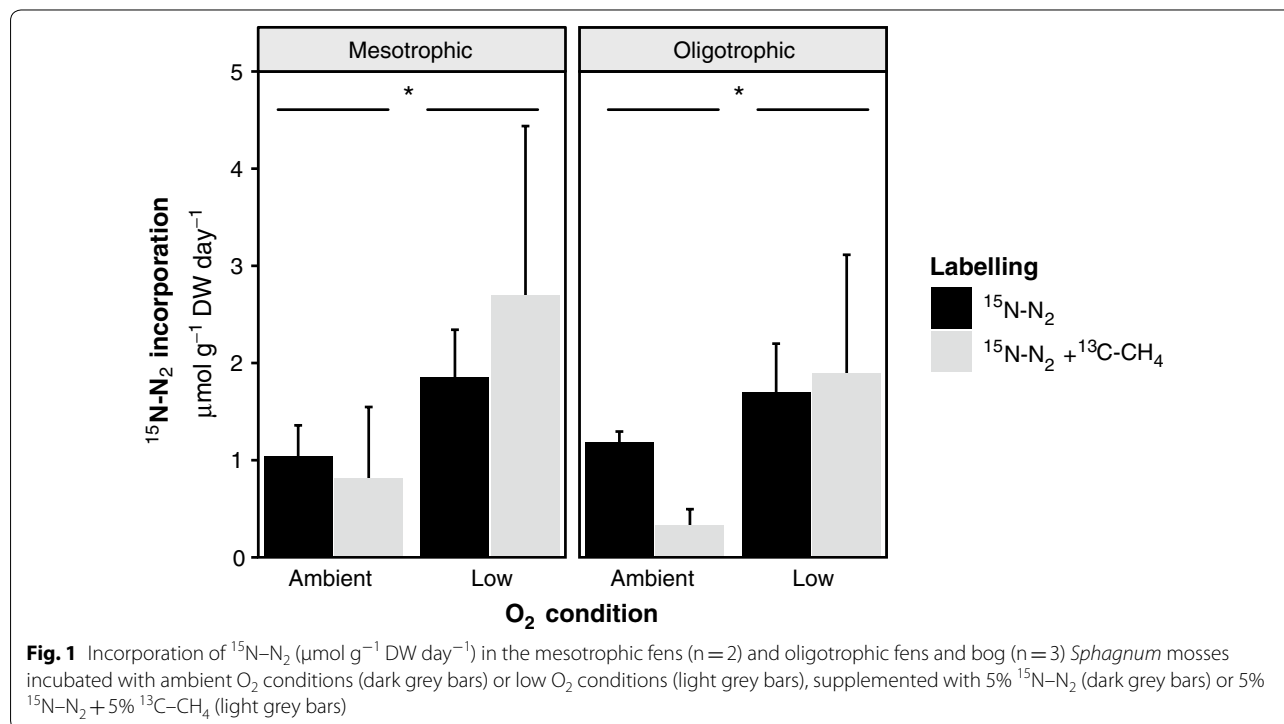 Mesotrophic Oligotrophic
* *
5
4
3
2
1
0
¹⁵N-N₂ incorporation
µmol g⁻¹ DW day⁻¹
Ambient Low Ambient Low
O₂ condition
Labelling
¹⁵N-N₂
¹⁵N-N₂ +¹³C-CH₄
Fig. 1 Incorporation of ¹⁵N–N₂ (µmol g⁻¹ DW day⁻¹) in the mesotrophic fens (n = 2) and oligotrophic fens and bog (n = 3) Sphagnum mosses
incubated with ambient O₂ conditions (dark grey bars) or low O₂ conditions (light grey bars), supplemented with 5% ¹⁵N–N₂ (dark grey bars) or 5%
¹⁵N–N₂ + 5% ¹³C–CH₄ (light grey bars)